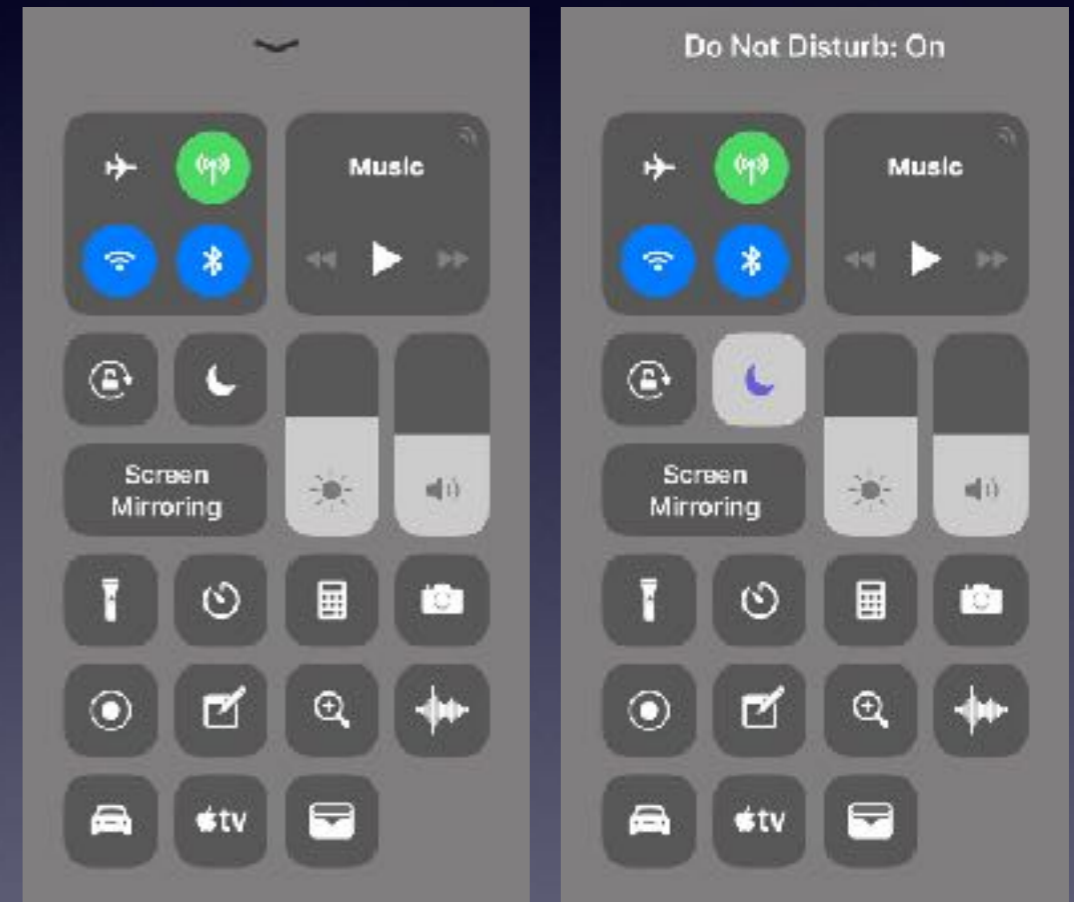 Music
Screen
Mirroring
tv
Do Not Disturb: On
Music
Screen
Mirroring
tv